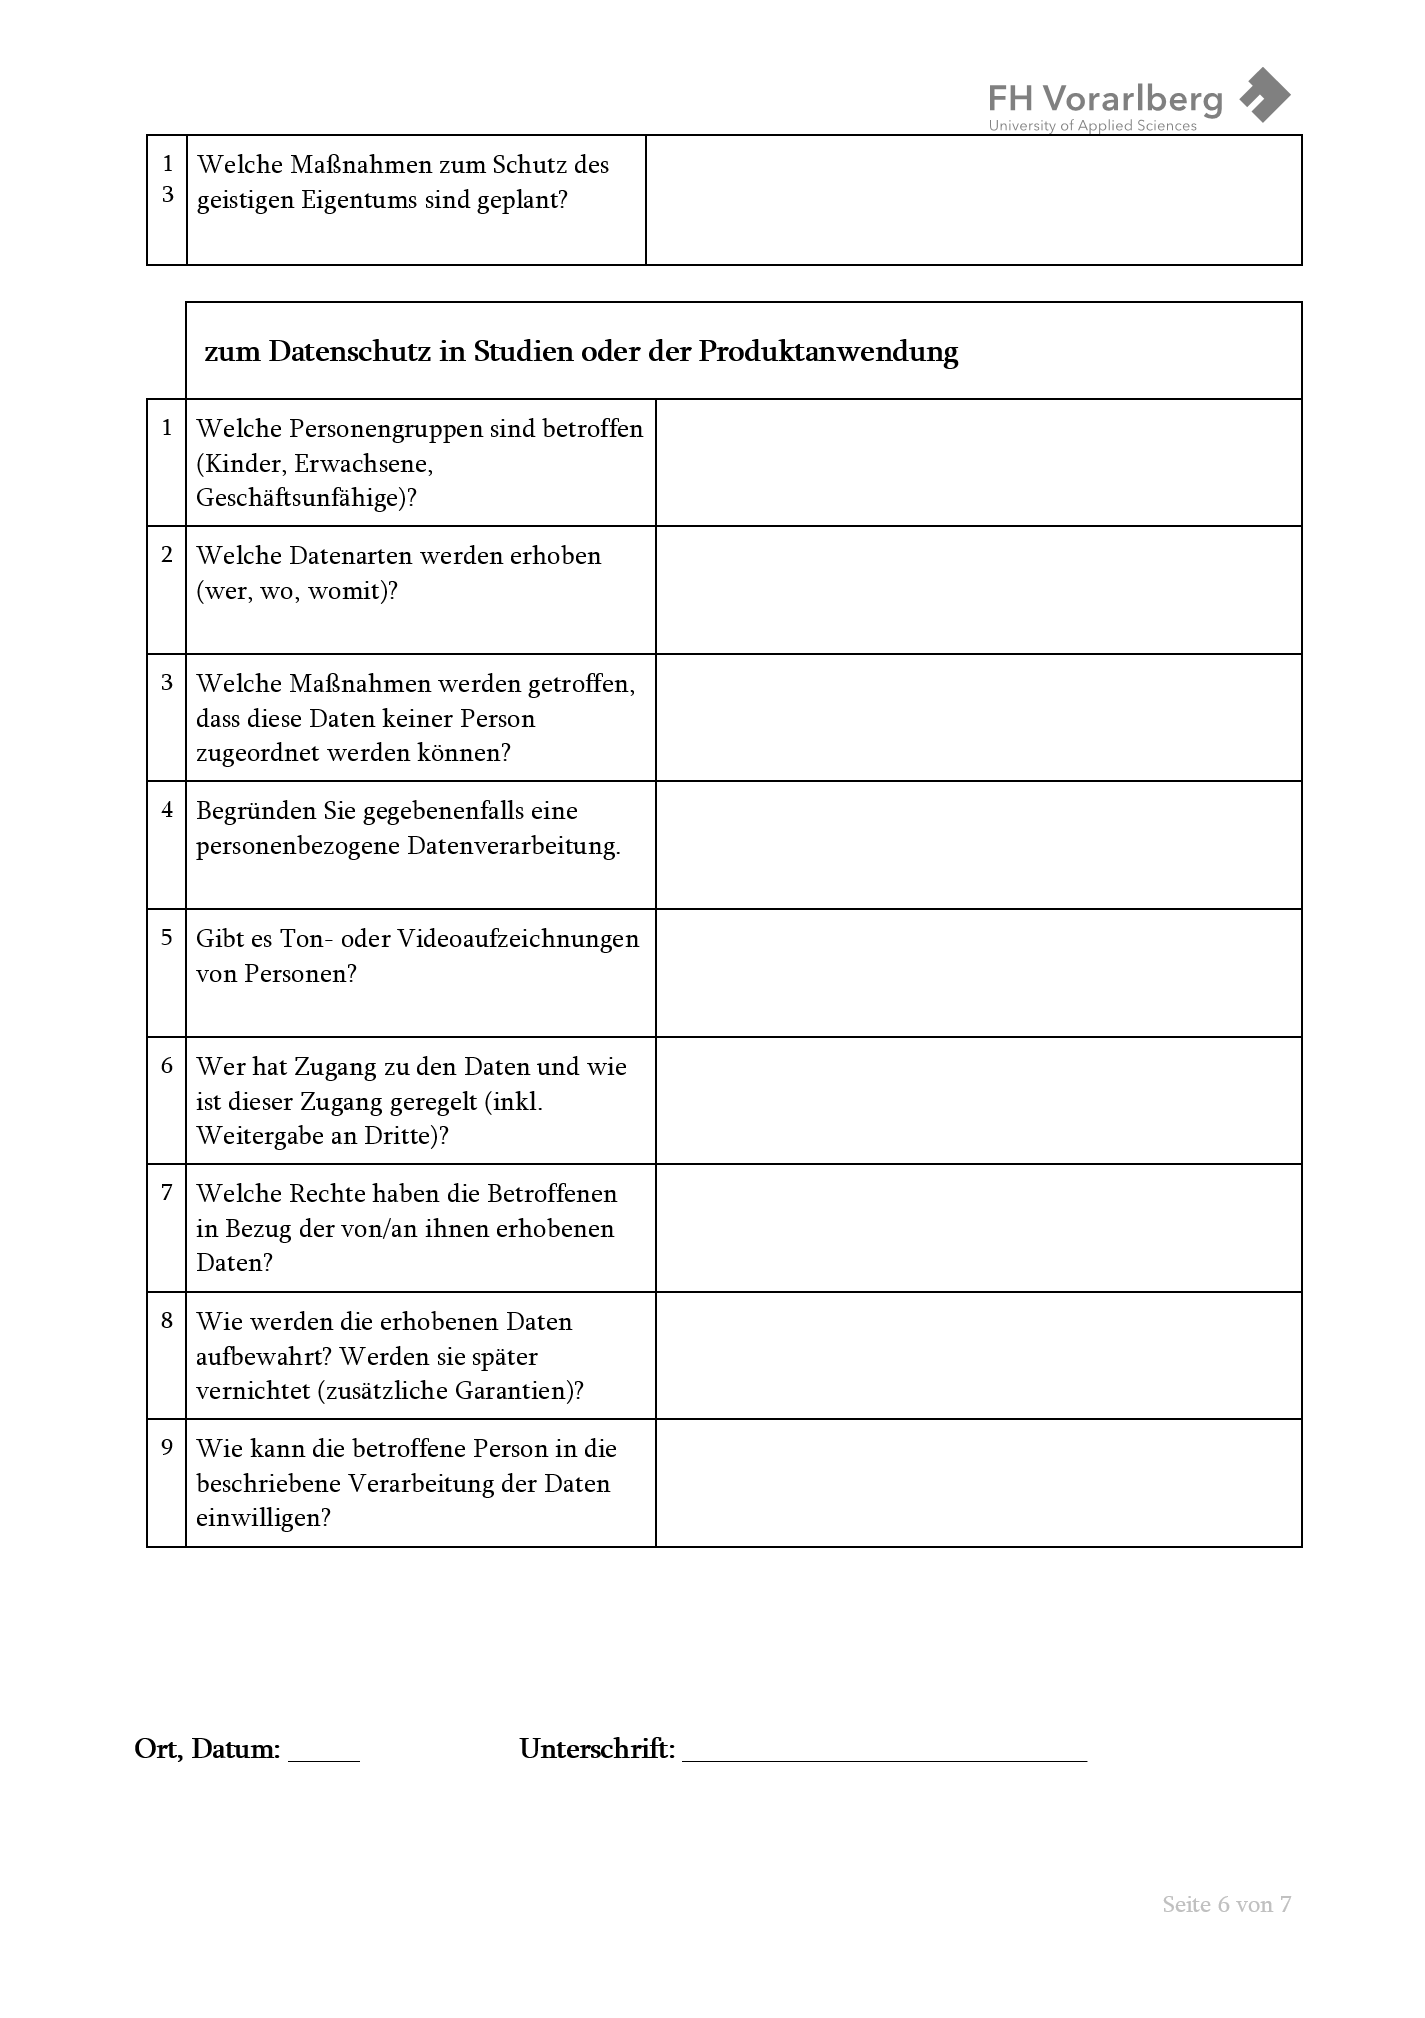 FH Vorarlberg
University of Applied Sciences
1
3
Welche Maßnahmen zum Schutz des
geistigen Eigentums sind geplant?
zum Datenschutz in Studien oder der Produktanwendung
1 Welche Personengruppen sind betroffen
(Kinder, Erwachsene,
Geschäftsunfähige)?
2 Welche Datenarten werden erhoben
(wer, wo, womit)?
3 Welche Maßnahmen werden getroffen,
dass diese Daten keiner Person
zugeordnet werden können?
4 Begründen Sie gegebenenfalls eine
personenbezogene Datenverarbeitung.
5 Gibt es Ton- oder Videoaufzeichnungen
von Personen?
6 Wer hat Zugang zu den Daten und wie
ist dieser Zugang geregelt (inkl.
Weitergabe an Dritte)?
7 Welche Rechte haben die Betroffenen
in Bezug der von/an ihnen erhobenen
Daten?
8 Wie werden die erhobenen Daten
aufbewahrt? Werden sie später
vernichtet (zusätzliche Garantien)?
9 Wie kann die betroffene Person in die
beschriebene Verarbeitung der Daten
einwilligen?
Ort, Datum: _____ Unterschrift: ____________________________
Seite 6 von 7